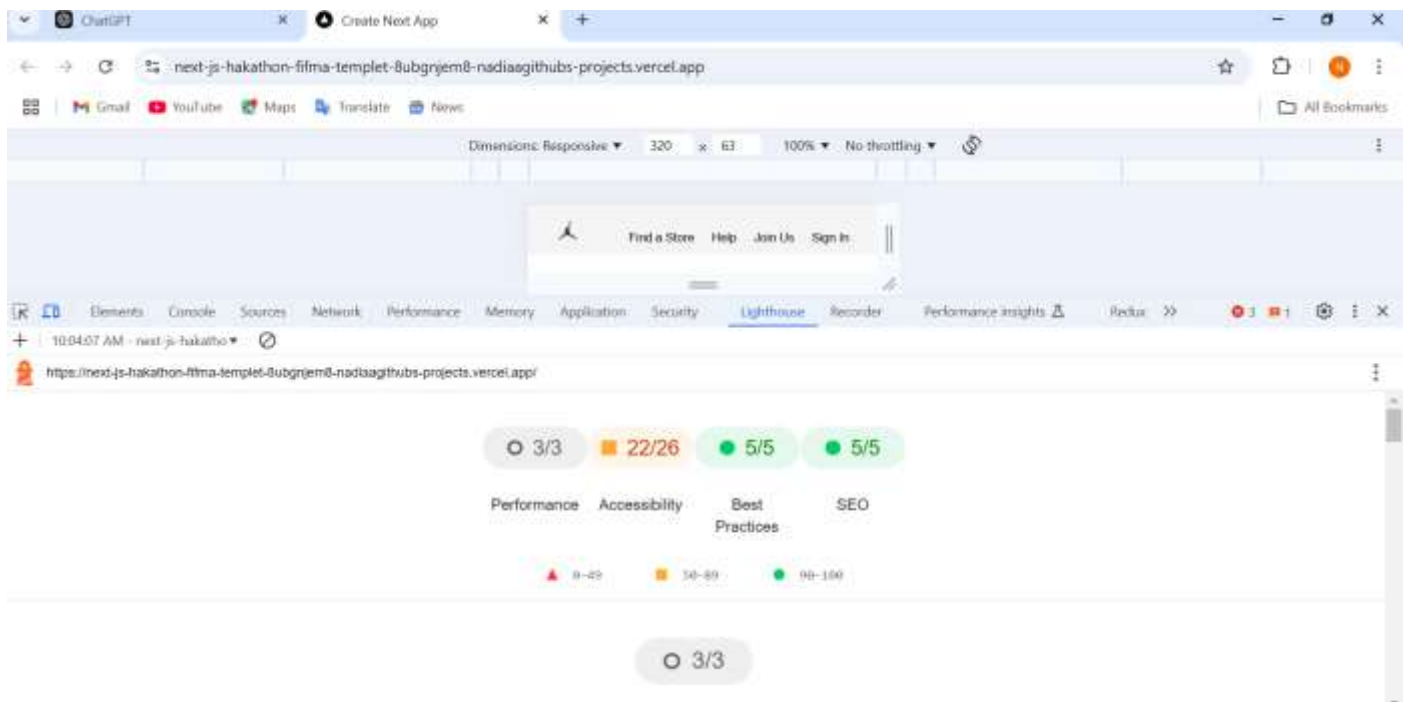 ChatGPT
Create Next App
next-js-hakathon-fifma-templet-8ubgnjem8-nadiaagithubs-projects.vercel.app
N
Gmail YouTube Maps Translate News
All Bookmarks
Dimensions: Responsive 320 x 63 100% No throttling
Find a Store Help Join Us Sign In
Elements Console Sources Network Performance Memory Application Security Lighthouse Recorder Performance insights Redux 3 1
10:04:07 AM - next-js-hakatho
https://next-js-hakathon-fifma-templet-8ubgnjem8-nadiaagithubs-projects.vercel.app/
3/3 22/26 5/5 5/5
Performance Accessibility Best Practices SEO
0–49 50–89 90–100
3/3